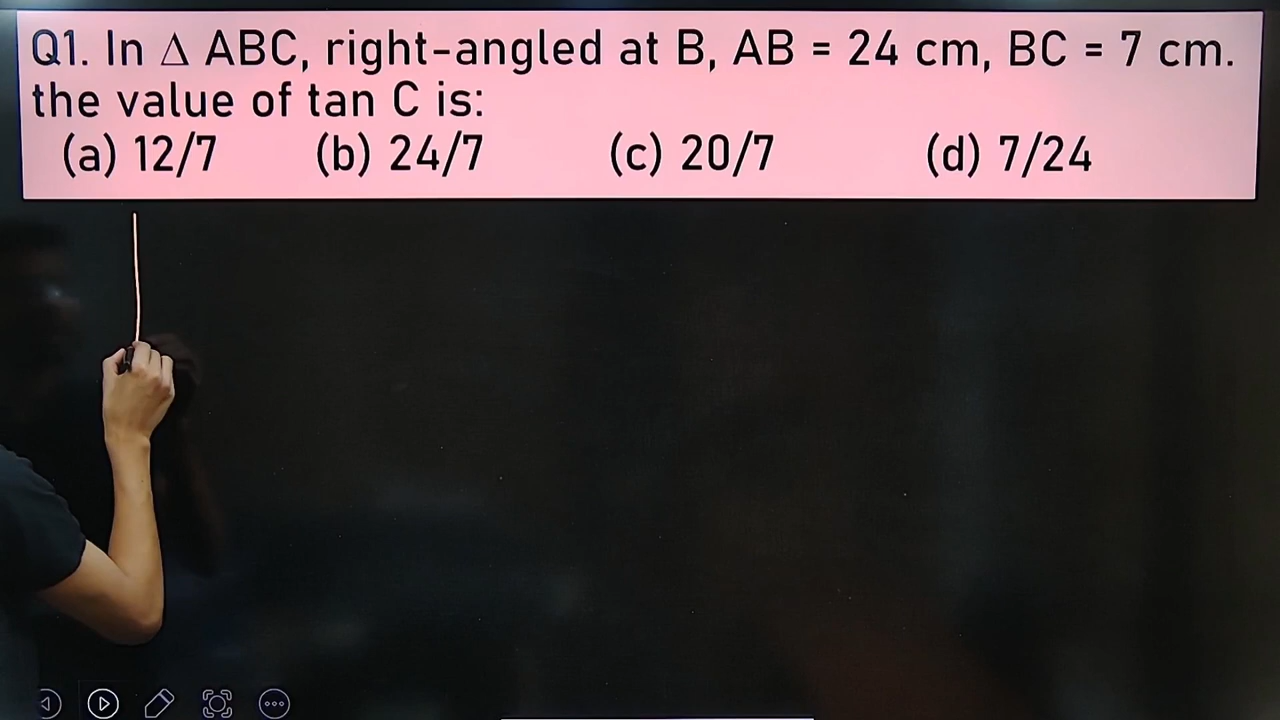 Q1. In Δ ABC, right-angled at B, AB = 24 cm, BC = 7 cm.
the value of tan C is:
(a) 12/7 (b) 24/7 (c) 20/7 (d) 7/24